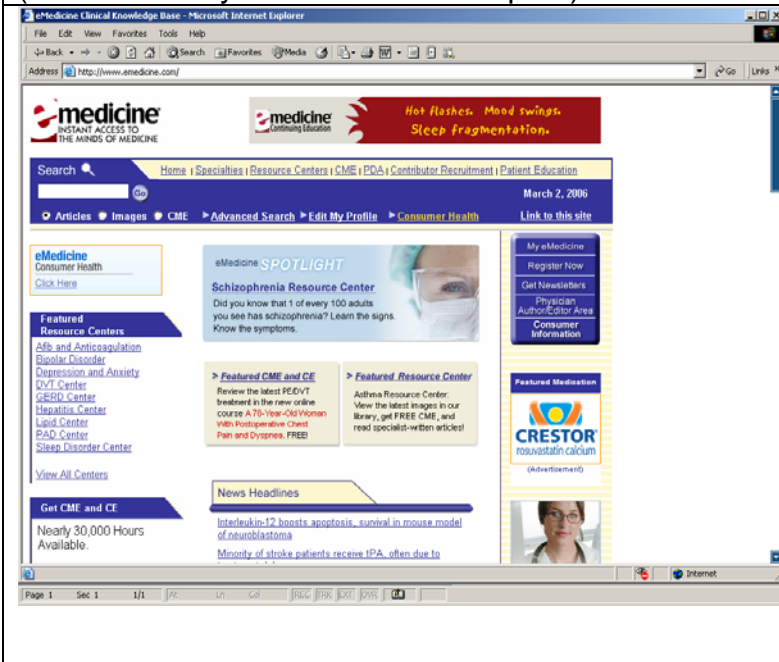 eMedicine Clinical Knowledge Base - Microsoft Internet Explorer
File Edit View Favorites Tools Help
Back Search Favorites Media
Address http://www.emedicine.com/ Go Links
emedicine
INSTANT ACCESS TO
THE MINDS OF MEDICINE
emedicine
Continuing Education
Hot flashes. Mood swings.
Sleep fragmentation.
Search
Home | Specialties | Resource Centers | CME | PDA | Contributor Recruitment | Patient Education
Go
March 2, 2006
Articles Images CME Advanced Search Edit My Profile Consumer Health Link to this site
eMedicine
Consumer Health
Click Here
Featured
Resource Centers
Afib and Anticoagulation
Bipolar Disorder
Depression and Anxiety
DVT Center
GERD Center
Hepatitis Center
Lipid Center
PAD Center
Sleep Disorder Center
View All Centers
Get CME and CE
Nearly 30,000 Hours
Available.
eMedicine SPOTLIGHT
Schizophrenia Resource
Center
Did you know that 1 of every 100 adults
you see has schizophrenia? Learn the signs.
Know the symptoms.
> Featured CME and CE
Review the latest PE/DVT
treatment in the new online
course A 70-Year-Old Woman
With Postoperative Chest
Pain and Dyspnea. FREE!
> Featured Resource Center
Asthma Resource Center:
View the latest images in our
library, get FREE CME, and
read specialist-written articles!
News Headlines
Interleukin-12 boosts apoptosis, survival in mouse model
of neuroblastoma
Minority of stroke patients receive tPA, often due to
My eMedicine
Register Now
Get Newsletters
Physician
Author/Editor Area
Consumer
Information
Featured Medication
CRESTOR
rosuvastatin calcium
(Advertisement)
Internet
Page 1 Sec 1 1/1 At Ln Col REC TRK EXT OVR